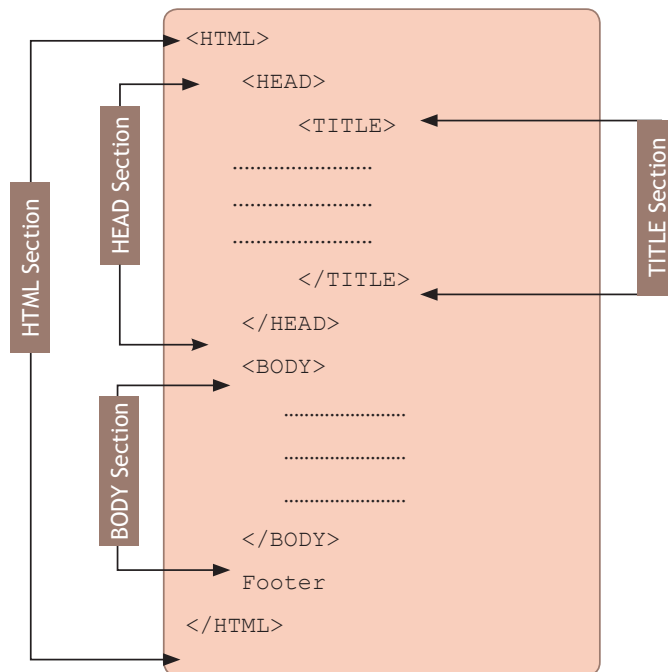 <HTML>
<HEAD>
<TITLE>
........................
........................
........................
</TITLE>
</HEAD>
<BODY>
.....................
.....................
.....................
</BODY>
Footer
</HTML>
HTML Section
HEAD Section
BODY Section
TITLE Section